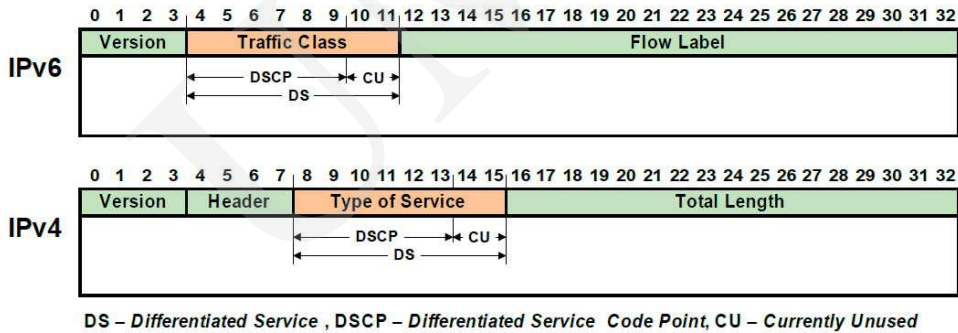 0 1 2 3 4 5 6 7 8 9 10 11 12 13 14 15 16 17 18 19 20 21 22 23 24 25 26 27 28 29 30 31 32
Version Traffic Class Flow Label
IPv6
DSCP CU
DS
0 1 2 3 4 5 6 7 8 9 10 11 12 13 14 15 16 17 18 19 20 21 22 23 24 25 26 27 28 29 30 31 32
Version Header Type of Service Total Length
IPv4
DSCP CU
DS
DS – Differentiated Service , DSCP – Differentiated Service Code Point, CU – Currently Unused